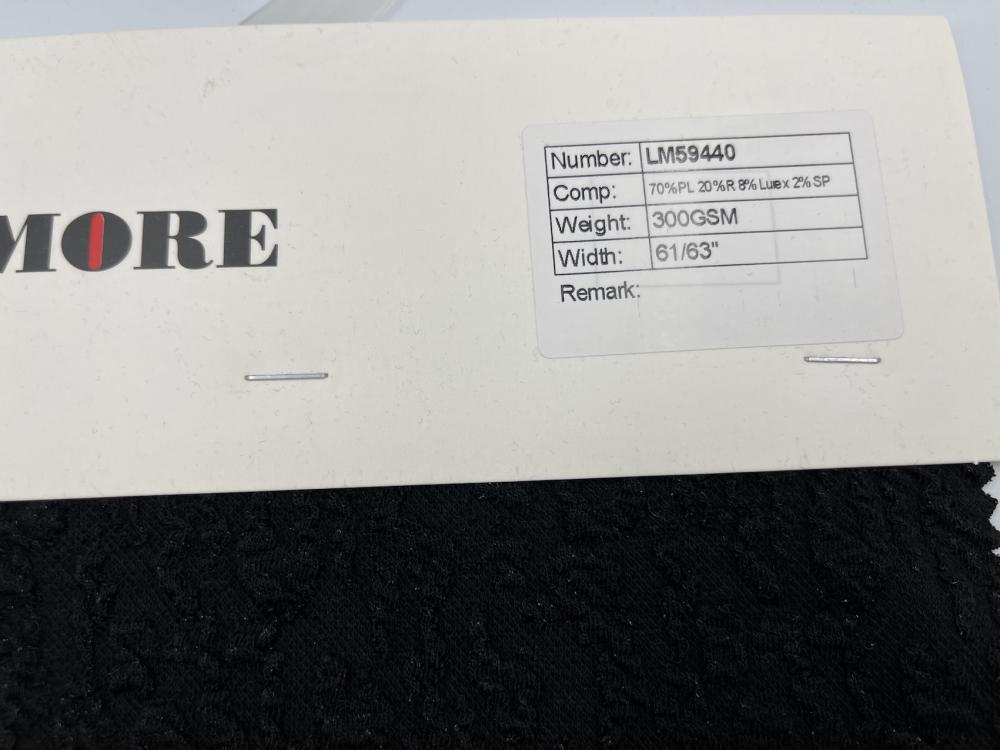 MORE
Number: LM59440
Comp: 70%PL 20%R 8% Lurex 2% SP
Weight: 300GSM
Width: 61/63"
Remark: